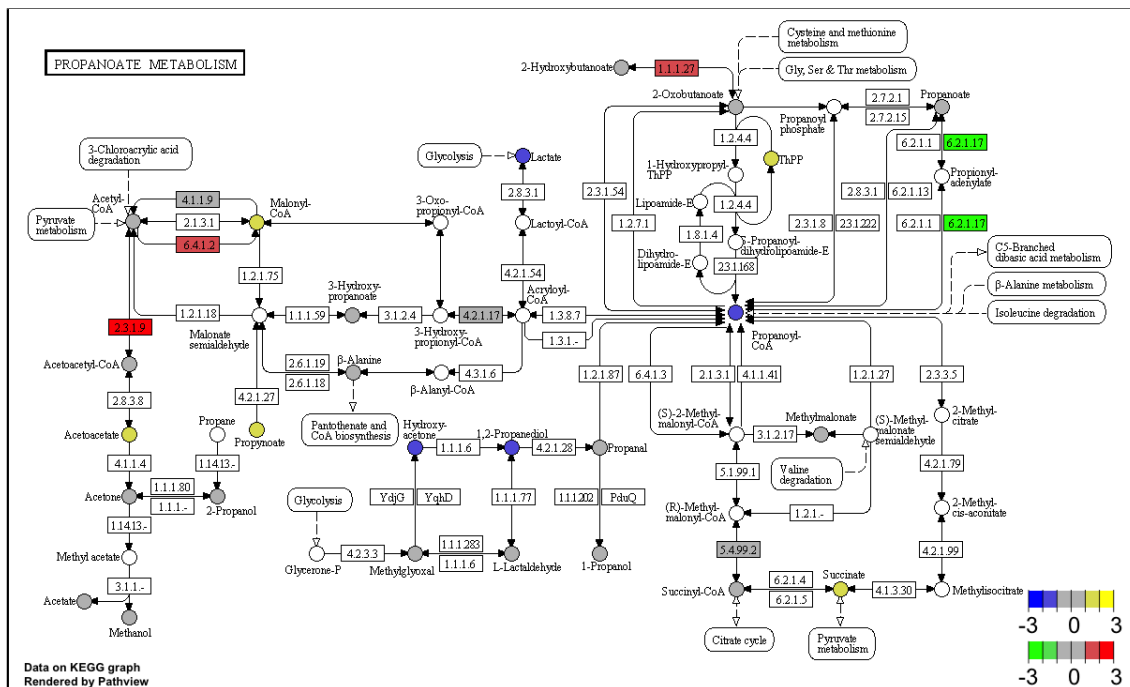 PROPANOATE METABOLISM
Cysteine and methionine
metabolism
2-Hydroxybutanoate
1.1.1.27
Gly, Ser & Thr metabolism
2-Oxobutanoate
Propanoyl
phosphate
2.7.2.1
2.7.2.15
Propanoate
3-Chloroacrylic acid
degradation
Glycolysis
Lactate
1.2.4.4
ThPP
6.2.1.1
6.2.1.17
1-Hydroxypropyl-
ThPP
Propionyl-
adenylate
Acetyl-
CoA
4.1.1.9
Malonyl-
CoA
2.8.3.1
2.3.1.54
Lipoamide-E
1.2.4.4
2.8.3.1
6.2.1.13
Pyruvate
metabolism
2.1.3.1
3-Oxo-
propionyl-CoA
Lactoyl-CoA
1.2.7.1
1.8.1.4
2.3.1.8
2.3.1.222
6.2.1.1
6.2.1.17
6.4.1.2
5-Propanoyl-
dihydrolipoamide-E
C5-Branched
dibasic acid metabolism
1.2.1.75
4.2.1.54
Dihydro-
lipoamide-E
2.3.1.168
β-Alanine metabolism
3-Hydroxy-
propanoate
Acryloyl-
CoA
Isoleucine degradation
1.2.1.18
1.1.1.59
3.1.2.4
4.2.1.17
1.3.8.7
Malonate
semialdehyde
3-Hydroxy-
propionyl-CoA
Propanoyl-
CoA
2.3.1.9
1.3.1.-
Acetoacetyl-CoA
2.6.1.19
2.6.1.18
β-Alanine
β-Alanyl-CoA
4.3.1.6
1.2.1.87
6.4.1.3
2.1.3.1
4.1.1.41
1.2.1.27
2.3.3.5
2.8.3.8
4.2.1.27
Pantothenate and
CoA biosynthesis
Acetoacetate
Propane
Propynoate
Hydroxy-
acetone
1,2-Propanediol
1.1.1.6
4.2.1.28
Propanal
(S)-2-Methyl-
malonyl-CoA
Methylmalonate
3.1.2.17
(S)-Methyl-
malonate
semialdehyde
2-Methyl-
citrate
4.1.1.4
1.14.13.-
5.1.99.1
Valine
degradation
4.2.1.79
Acetone
1.1.1.80
1.1.1.-
2-Propanol
Glycolysis
YdjG
YqhD
1.1.1.77
1.1.1.202
PduQ
(R)-Methyl-
malonyl-CoA
1.2.1.-
2-Methyl-
cis-aconitate
1.14.13.-
Methyl acetate
Glycerone-P
4.2.3.3
Methylglyoxal
1.1.1.283
1.1.1.6
L-Lactaldehyde
1-Propanol
5.4.99.2
4.2.1.99
3.1.1.-
Acetate
Methanol
Succinyl-CoA
6.2.1.4
6.2.1.5
Succinate
4.1.3.30
Methylisocitrate
Citrate cycle
Pyruvate
metabolism
-3 0 3
-3 0 3
Data on KEGG graph
Rendered by Pathview